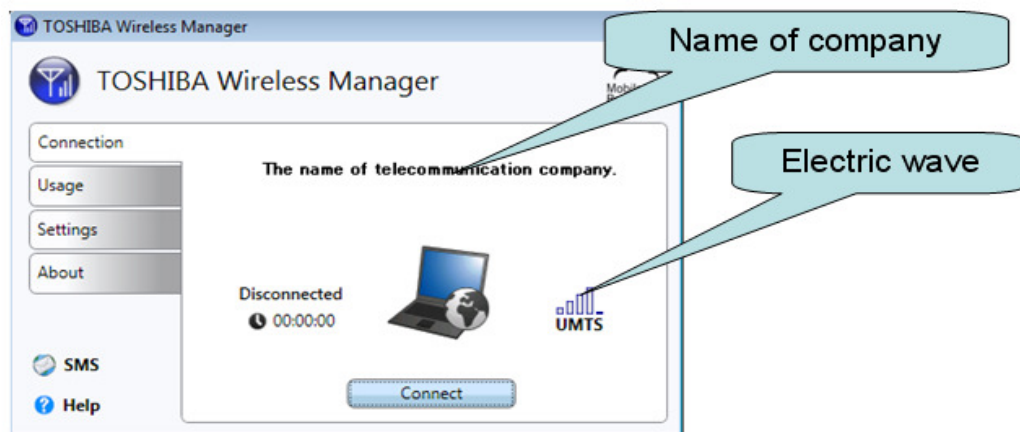 TOSHIBA Wireless Manager
Name of company
TOSHIBA Wireless Manager
Connection
The name of telecommunication company.
Electric wave
Usage
Settings
About
Disconnected
00:00:00
UMTS
SMS
Connect
Help